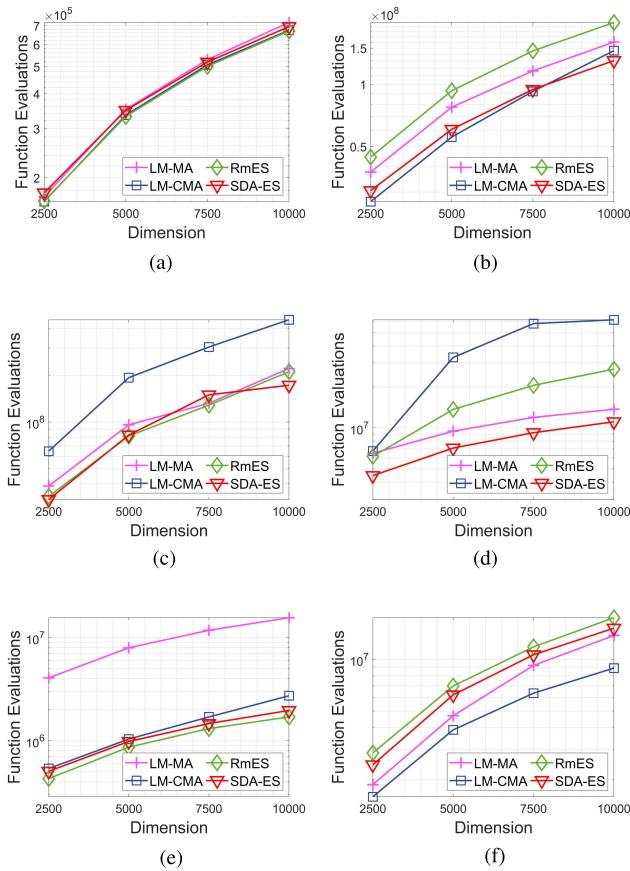 ×10^5
7
6
5
4
3
2
Function Evaluations
LM-MA
RmES
LM-CMA
SDA-ES
2500 5000 7500 10000
Dimension
(a)
×10^8
1.5
1
0.5
Function Evaluations
LM-MA
RmES
LM-CMA
SDA-ES
2500 5000 7500 10000
Dimension
(b)
10^8
Function Evaluations
LM-MA
RmES
LM-CMA
SDA-ES
2500 5000 7500 10000
Dimension
(c)
10^7
Function Evaluations
LM-MA
RmES
LM-CMA
SDA-ES
2500 5000 7500 10000
Dimension
(d)
10^7
10^6
Function Evaluations
LM-MA
RmES
LM-CMA
SDA-ES
2500 5000 7500 10000
Dimension
(e)
10^7
Function Evaluations
LM-MA
RmES
LM-CMA
SDA-ES
2500 5000 7500 10000
Dimension
(f)